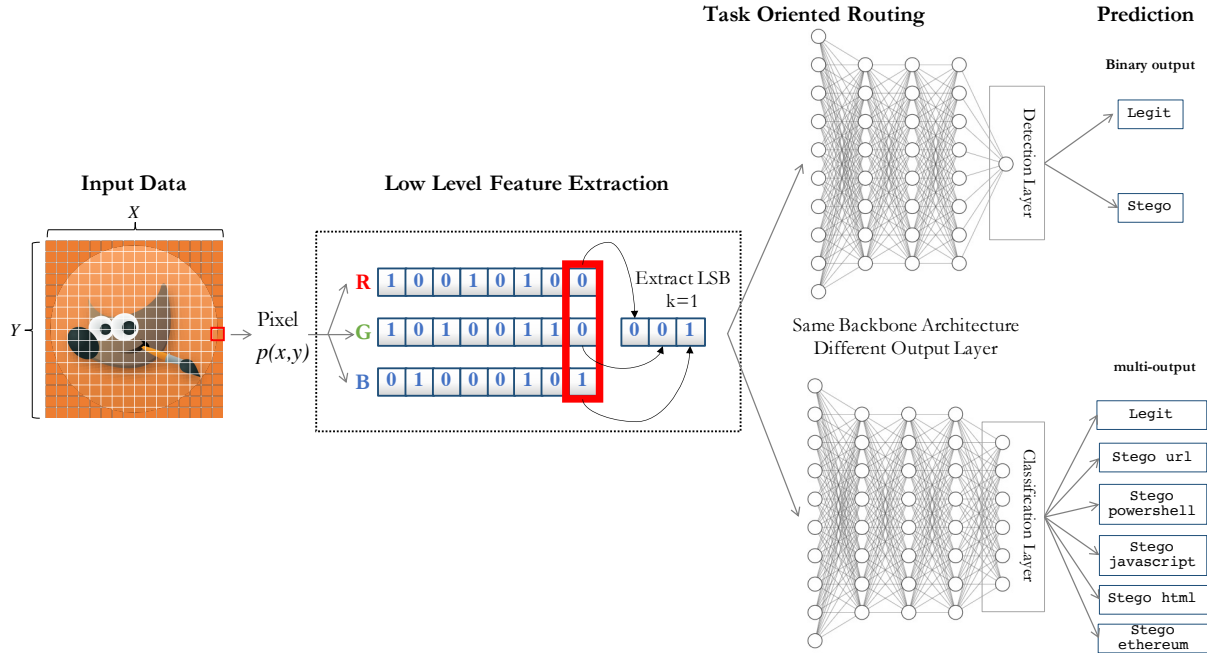 Task Oriented Routing
Prediction
Binary output
Legit
Stego
Detection Layer
Input Data
X
Y
Pixel
p(x,y)
Low Level Feature Extraction
R 1 0 0 1 0 1 0 0
G 1 0 1 0 0 1 1 0
B 0 1 0 0 0 1 0 1
Extract LSB
k=1
0 0 1
Same Backbone Architecture
Different Output Layer
multi-output
Classification Layer
Legit
Stego url
Stego
powershell
Stego
javascript
Stego html
Stego
ethereum